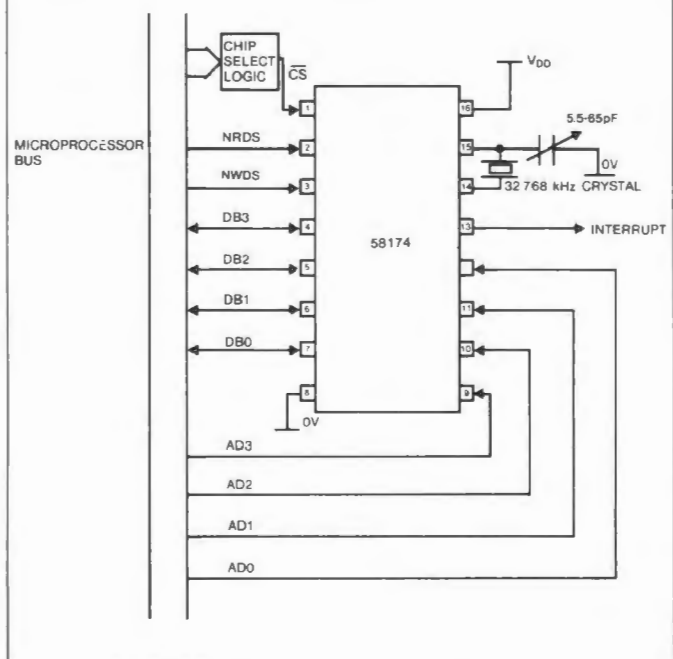 CHIP
SELECT
LOGIC
CS
VDD
1
16
5.5-65pF
MICROPROCESSOR
BUS
NRDS
2
15
0V
NWDS
3
14
32 768 kHz CRYSTAL
DB3
4
13
INTERRUPT
58174
DB2
5
DB1
6
11
DB0
7
10
8
9
0V
AD3
AD2
AD1
AD0